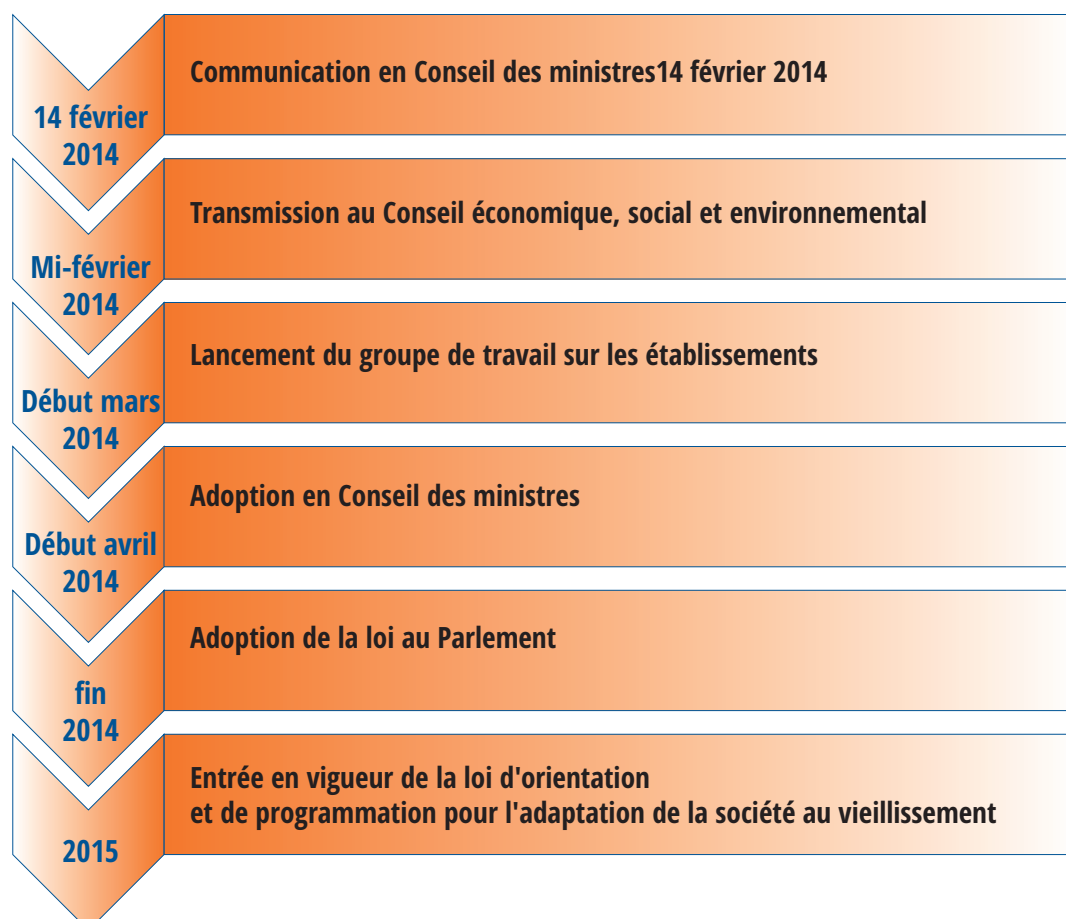 14 février
2014
Communication en Conseil des ministres14 février 2014
Mi-février
2014
Transmission au Conseil économique, social et environnemental
Début mars
2014
Lancement du groupe de travail sur les établissements
Début avril
2014
Adoption en Conseil des ministres
fin
2014
Adoption de la loi au Parlement
2015
Entrée en vigueur de la loi d'orientation
et de programmation pour l'adaptation de la société au vieillissement